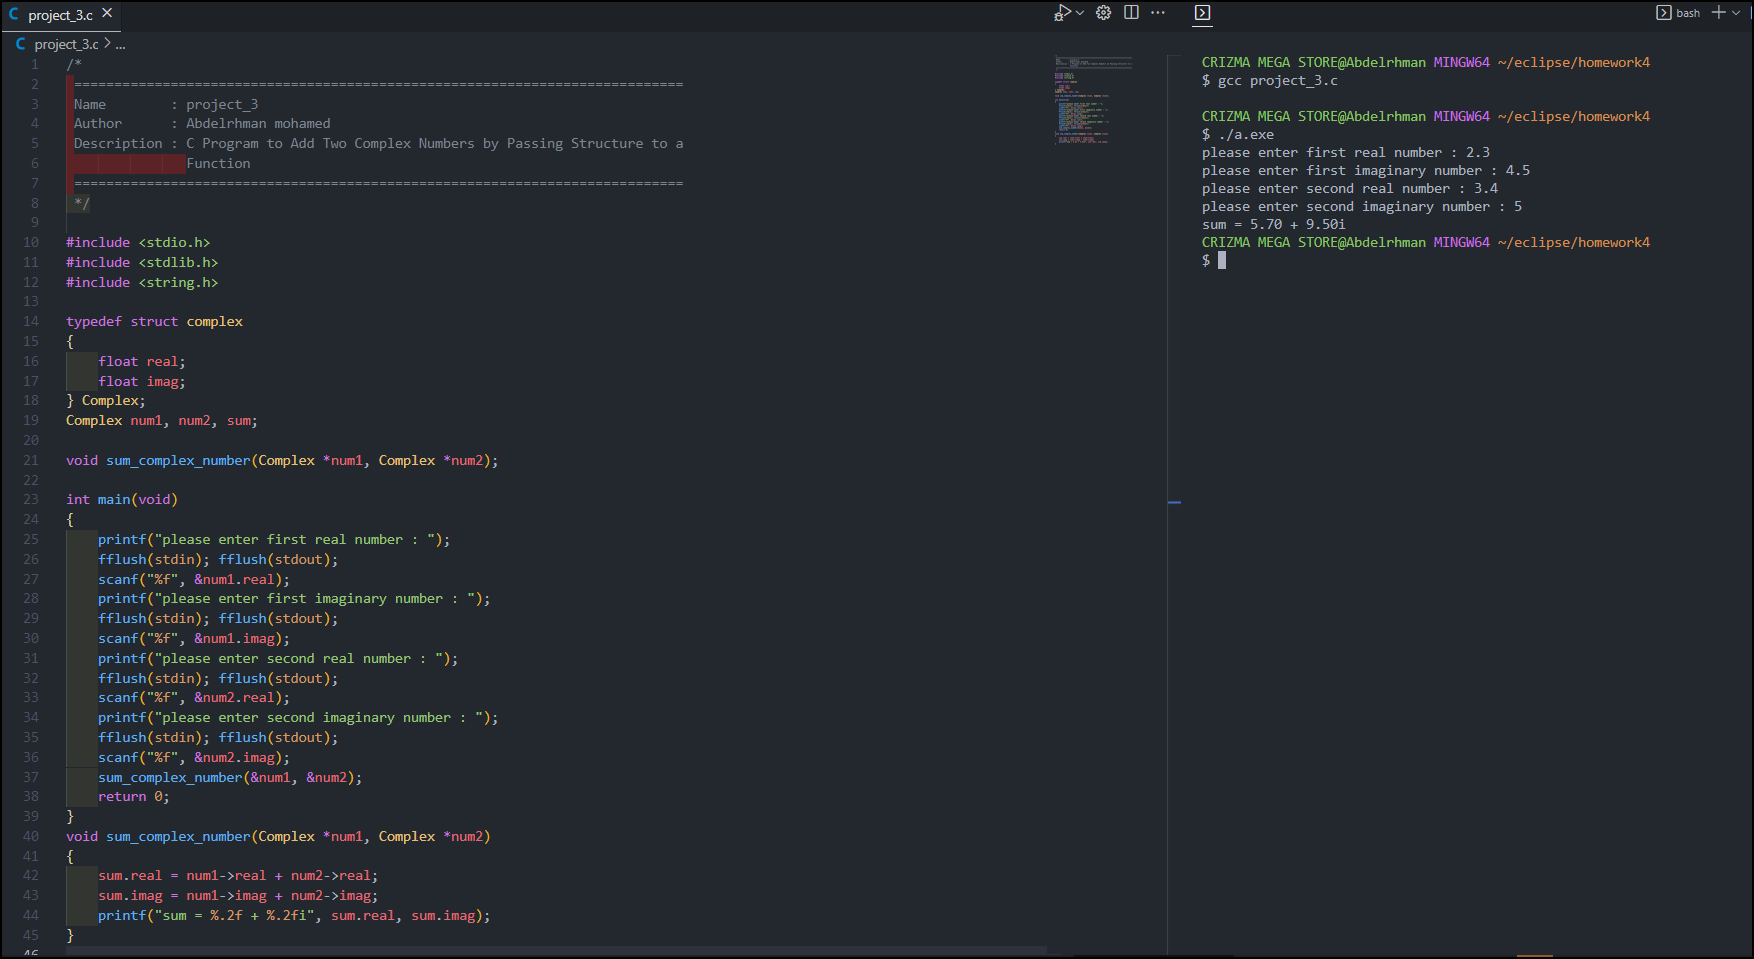 project_3.c
bash
project_3.c > ...
1 /*
2 ============================================================================
3 Name        : project_3
4 Author      : Abdelrhman mohamed
5 Description : C Program to Add Two Complex Numbers by Passing Structure to a
6               Function
7 ============================================================================
8 */
9
10 #include <stdio.h>
11 #include <stdlib.h>
12 #include <string.h>
13
14 typedef struct complex
15 {
16     float real;
17     float imag;
18 } Complex;
19 Complex num1, num2, sum;
20
21 void sum_complex_number(Complex *num1, Complex *num2);
22
23 int main(void)
24 {
25     printf("please enter first real number : ");
26     fflush(stdin); fflush(stdout);
27     scanf("%f", &num1.real);
28     printf("please enter first imaginary number : ");
29     fflush(stdin); fflush(stdout);
30     scanf("%f", &num1.imag);
31     printf("please enter second real number : ");
32     fflush(stdin); fflush(stdout);
33     scanf("%f", &num2.real);
34     printf("please enter second imaginary number : ");
35     fflush(stdin); fflush(stdout);
36     scanf("%f", &num2.imag);
37     sum_complex_number(&num1, &num2);
38     return 0;
39 }
40 void sum_complex_number(Complex *num1, Complex *num2)
41 {
42     sum.real = num1->real + num2->real;
43     sum.imag = num1->imag + num2->imag;
44     printf("sum = %.2f + %.2fi", sum.real, sum.imag);
45 }
46
CRIZMA MEGA STORE@Abdelrhman MINGW64 ~/eclipse/homework4
$ gcc project_3.c
CRIZMA MEGA STORE@Abdelrhman MINGW64 ~/eclipse/homework4
$ ./a.exe
please enter first real number : 2.3
please enter first imaginary number : 4.5
please enter second real number : 3.4
please enter second imaginary number : 5
sum = 5.70 + 9.50i
CRIZMA MEGA STORE@Abdelrhman MINGW64 ~/eclipse/homework4
$